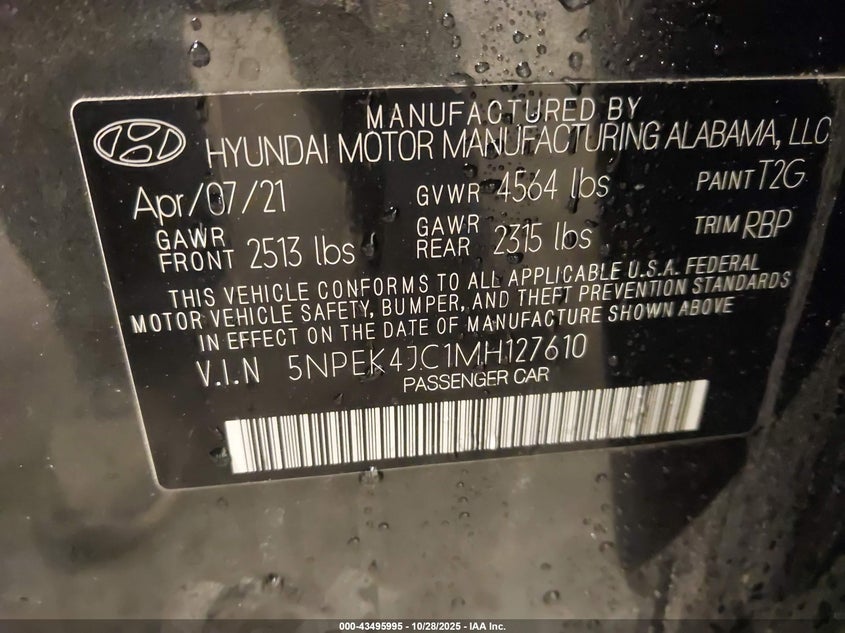 MANUFACTURED BY
HYUNDAI MOTOR MANUFACTURING ALABAMA, LLC
Apr/07/21 GVWR 4564 lbs PAINT T2G
GAWR FRONT 2513 lbs GAWR REAR 2315 lbs TRIM RBP
THIS VEHICLE CONFORMS TO ALL APPLICABLE U.S.A. FEDERAL
MOTOR VEHICLE SAFETY, BUMPER, AND THEFT PREVENTION STANDARDS
IN EFFECT ON THE DATE OF MANUFACTURE SHOWN ABOVE
V.I.N 5NPEK4JC1MH127610
PASSENGER CAR
000-43495995 - 10/28/2025 - IAA Inc.